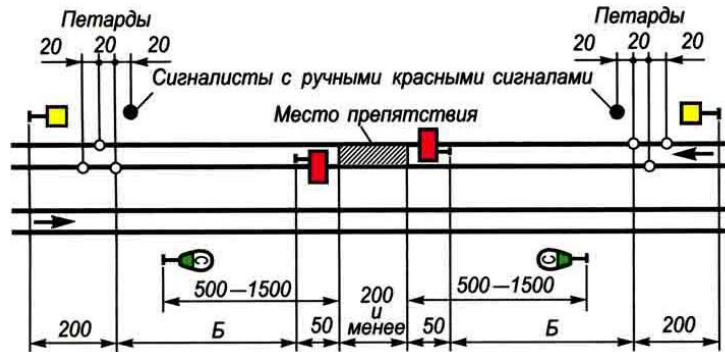 Петарды
Петарды
20 20 20
20 20 20
Сигналисты с ручными красными сигналами
Место препятствия
С
С
500—1500
200
и
менее
500—1500
200
Б
50
50
Б
200